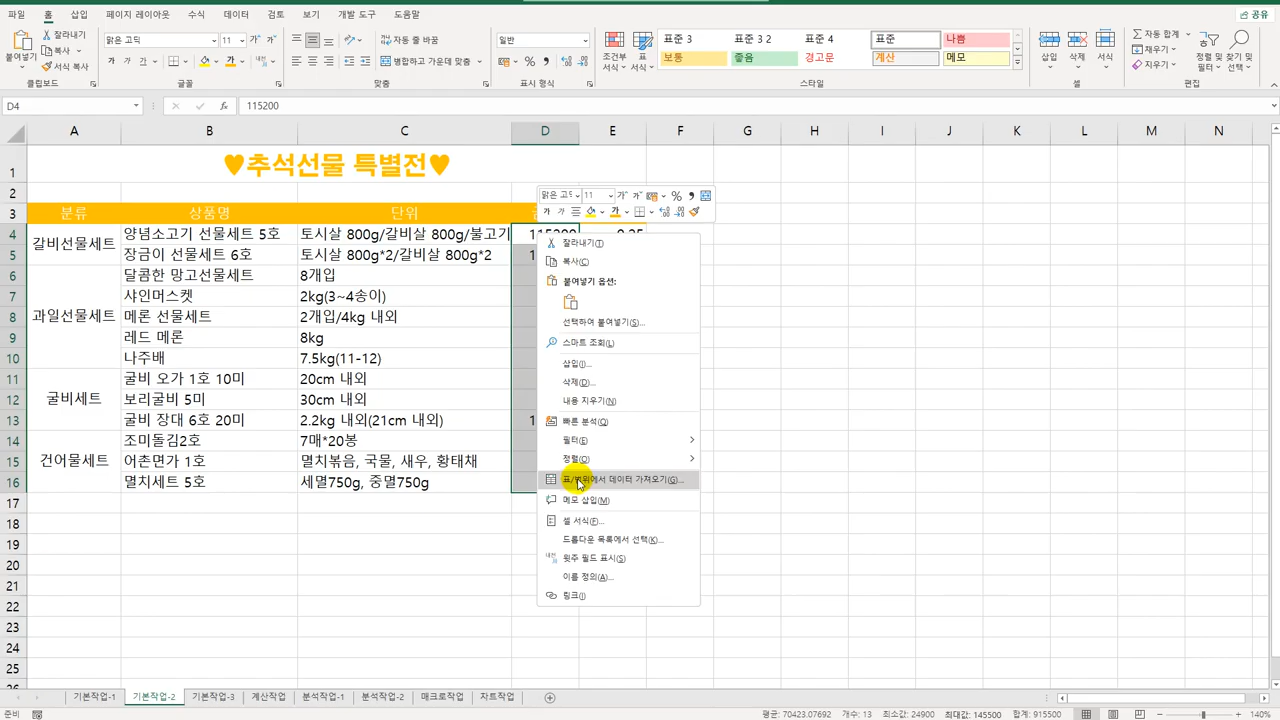 파일 홈 삽입 페이지 레이아웃 수식 데이터 검토 보기 개발 도구 도움말 공유
잘라내기 맑은 고딕 11 자동 줄 바꿈 일반 표준 3 표준 3 2 표준 4 표준 나쁨 자동 합계
복사 채우기
붙여넣기 서식 복사 병합하고 가운데 맞춤 조건부 서식 표 서식 보통 좋음 경고문 계산 메모 삽입 삭제 서식 지우기 정렬 및 필터 찾기 및 선택
클립보드 글꼴 맞춤 표시 형식 스타일 셀 편집
D4 fx 115200
A B C D E F G H I J K L M N
1 ♥추석선물 특별전♥
2
3 분류 상품명 단위
4 갈비선물세트 양념소고기 선물세트 5호 토시살 800g/갈비살 800g/불고기 115200 0.25
5 장금이 선물세트 6호 토시살 800g*2/갈비살 800g*2 1
6 과일선물세트 달콤한 망고선물세트 8개입
7 샤인머스켓 2kg(3~4송이)
8 메론 선물세트 2개입/4kg 내외
9 레드 메론 8kg
10 나주배 7.5kg(11-12)
11 굴비세트 굴비 오가 1호 10미 20cm 내외
12 보리굴비 5미 30cm 내외
13 굴비 장대 6호 20미 2.2kg 내외(21cm 내외) 1
14 건어물세트 조미돌김2호 7매*20봉
15 어촌면가 1호 멸치볶음, 국물, 새우, 황태채
16 멸치세트 5호 세멸750g, 중멸750g
17
18
19
20
21
22
23
24
25
26
맑은 고딕 11 가 가 % ,
가 가
잘라내기(T)
복사(C)
붙여넣기 옵션:
선택하여 붙여넣기(S)...
스마트 조회(L)
삽입(I)...
삭제(D)...
내용 지우기(N)
빠른 분석(Q)
필터(E)
정렬(O)
표/범위에서 데이터 가져오기(G)...
메모 삽입(M)
셀 서식(F)...
드롭다운 목록에서 선택(K)...
윗주 필드 표시(S)
이름 정의(A)...
링크(I)
기본작업-1 기본작업-2 기본작업-3 계산작업 분석작업-1 분석작업-2 매크로작업 차트작업
준비 평균: 70423.07692 개수: 13 최소값: 24900 최대값: 145500 합계: 915500 140%